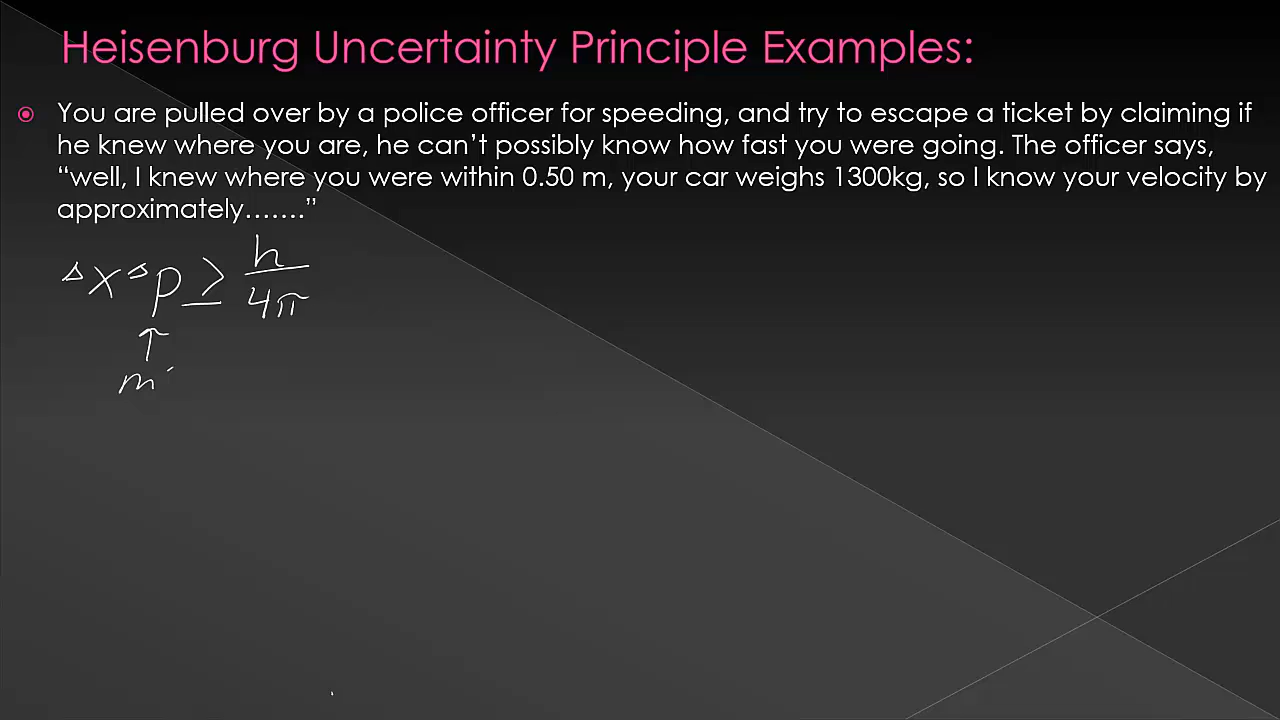 Heisenburg Uncertainty Principle Examples:
You are pulled over by a police officer for speeding, and try to escape a ticket by claiming if
he knew where you are, he can't possibly know how fast you were going. The officer says,
“well, I knew where you were within 0.50 m, your car weighs 1300kg, so I know your velocity by
approximately…….”
Δx Δp ≥ h
4π
↑
m